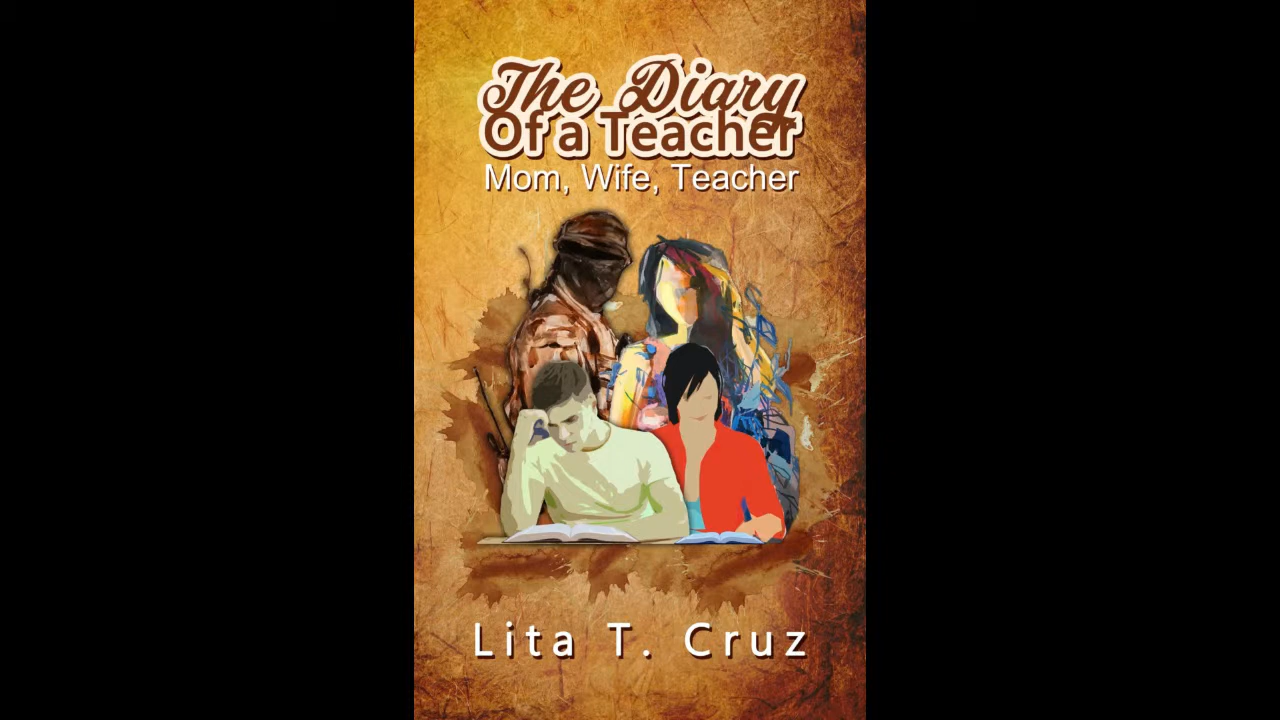 The Diary
Of a Teacher
Mom, Wife, Teacher
Lita T. Cruz